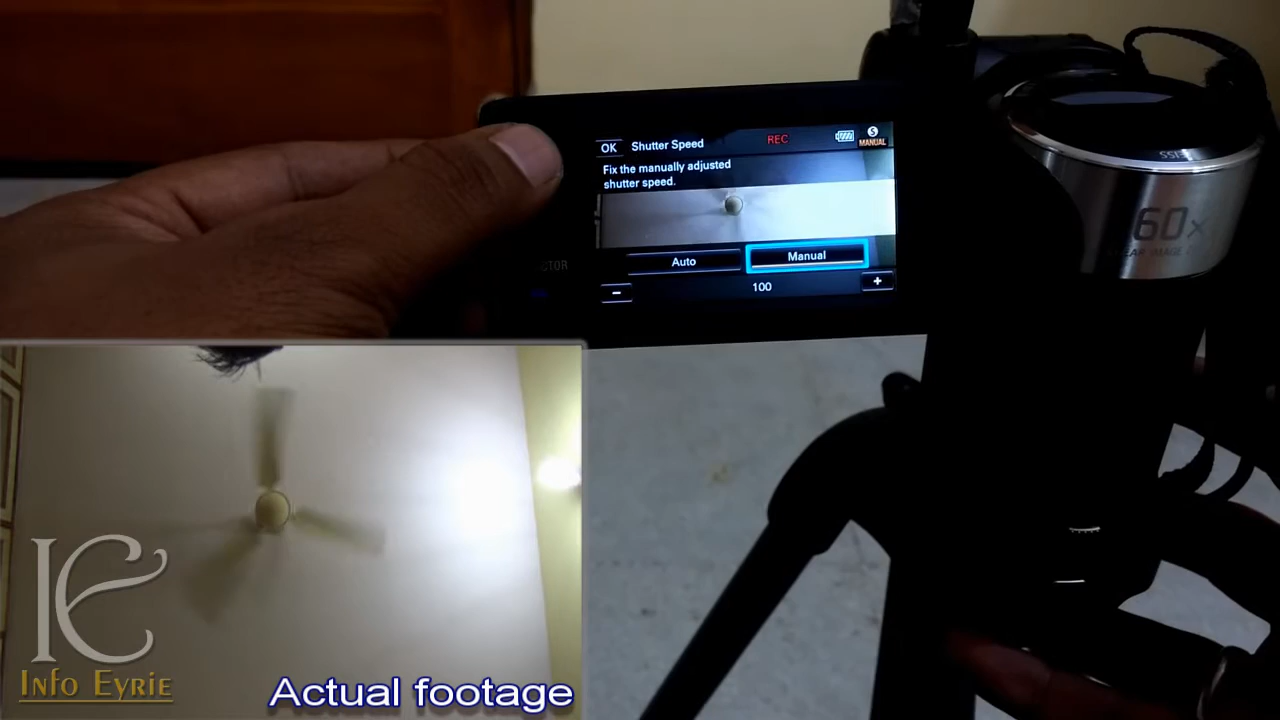 OK Shutter Speed REC S MANUAL
Fix the manually adjusted
shutter speed.
Auto Manual
- 100 +
60x
Info Eyrie
Actual footage